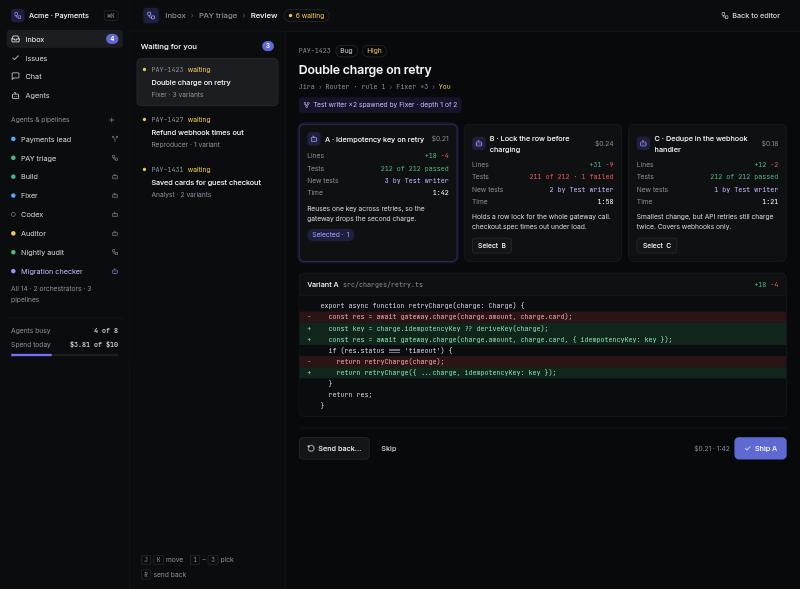 Acme · Payments
⌘K
Inbox 4
Issues
Chat
Agents
Agents & pipelines +
Payments lead
PAY triage
Build
Fixer
Codex
Auditor
Nightly audit
Migration checker
All 14 · 2 orchestrators · 3
pipelines
Agents busy 4 of 8
Spend today $3.81 of $10
Inbox › PAY triage › Review 6 waiting
Back to editor
Waiting for you 3
PAY-1423 waiting
Double charge on retry
Fixer · 3 variants
PAY-1427 waiting
Refund webhook times out
Reproducer · 1 variant
PAY-1431 waiting
Saved cards for guest checkout
Analyst · 2 variants
J K move 1 – 3 pick
R send back
PAY-1423 Bug High
Double charge on retry
Jira › Router · rule 1 › Fixer ×3 › You
Test writer ×2 spawned by Fixer · depth 1 of 2
A · Idempotency key on retry $0.21
Lines +18 -4
Tests 212 of 212 passed
New tests 3 by Test writer
Time 1:42
Reuses one key across retries, so the
gateway drops the second charge.
Selected · 1
B · Lock the row before
charging $0.24
Lines +31 -9
Tests 211 of 212 · 1 failed
New tests 2 by Test writer
Time 1:58
Holds a row lock for the whole gateway call.
checkout.spec times out under load.
Select B
C · Dedupe in the webhook
handler $0.18
Lines +12 -2
Tests 212 of 212 passed
New tests 1 by Test writer
Time 1:21
Smallest change, but API retries still charge
twice. Covers webhooks only.
Select C
Variant A src/charges/retry.ts +18 -4
export async function retryCharge(charge: Charge) {
- const res = await gateway.charge(charge.amount, charge.card);
+ const key = charge.idempotencyKey ?? deriveKey(charge);
+ const res = await gateway.charge(charge.amount, charge.card, { idempotencyKey: key });
if (res.status === 'timeout') {
- return retryCharge(charge);
+ return retryCharge({ ...charge, idempotencyKey: key });
}
return res;
}
Send back... Skip $0.21 · 1:42 Ship A